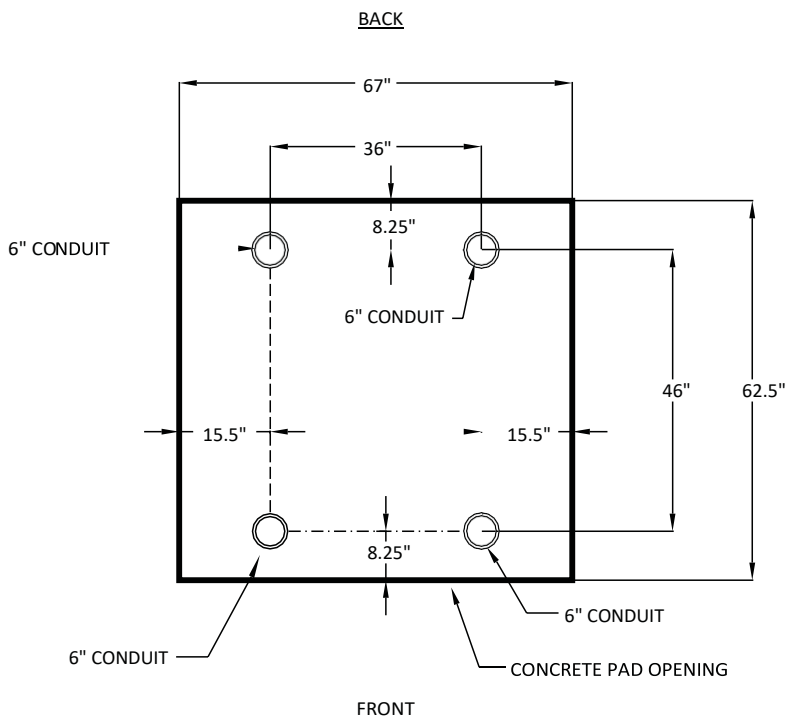 BACK
67"
36"
8.25"
6" CONDUIT
6" CONDUIT
46"
62.5"
15.5"
15.5"
8.25"
6" CONDUIT
6" CONDUIT
CONCRETE PAD OPENING
FRONT